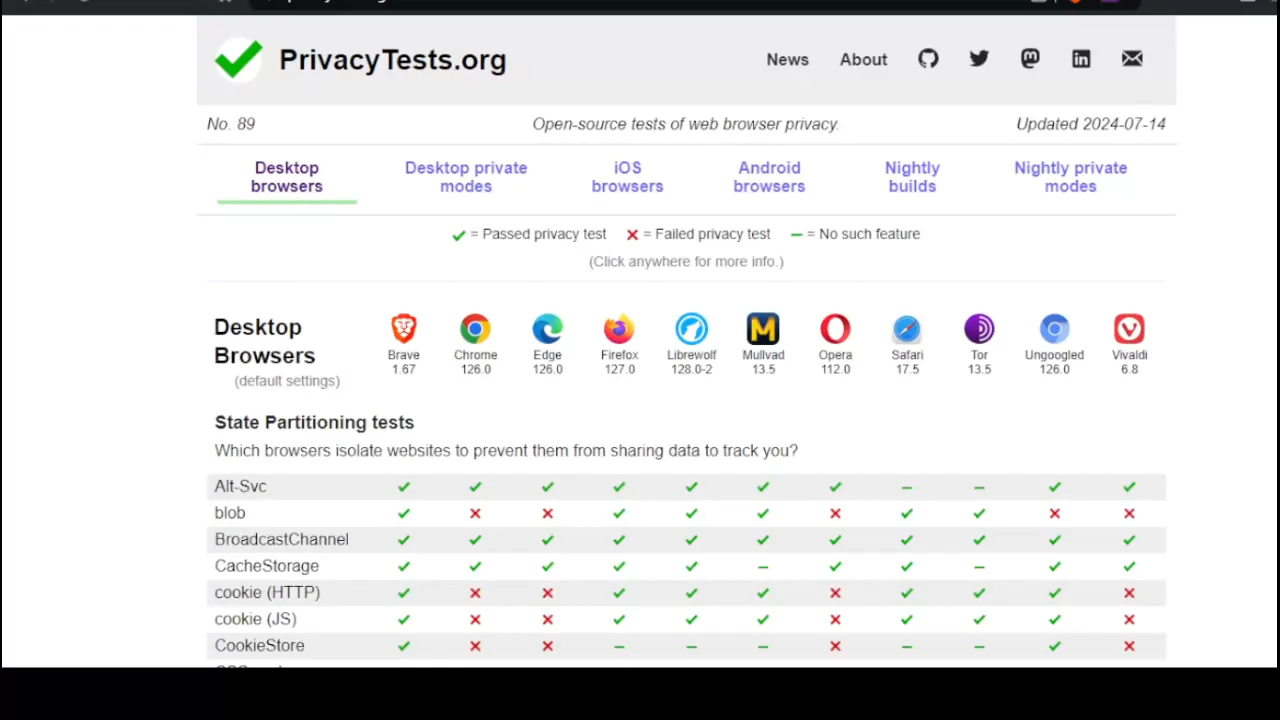 PrivacyTests.org News About
No. 89 Open-source tests of web browser privacy. Updated 2024-07-14
Desktop browsers Desktop private modes iOS browsers Android browsers Nightly builds Nightly private modes
= Passed privacy test = Failed privacy test = No such feature
(Click anywhere for more info.)
Desktop Browsers
(default settings)
Brave 1.67
Chrome 126.0
Edge 126.0
Firefox 127.0
Librewolf 128.0-2
Mullvad 13.5
Opera 112.0
Safari 17.5
Tor 13.5
Ungoogled 126.0
Vivaldi 6.8
State Partitioning tests
Which browsers isolate websites to prevent them from sharing data to track you?
Alt-Svc
blob
BroadcastChannel
CacheStorage
cookie (HTTP)
cookie (JS)
CookieStore